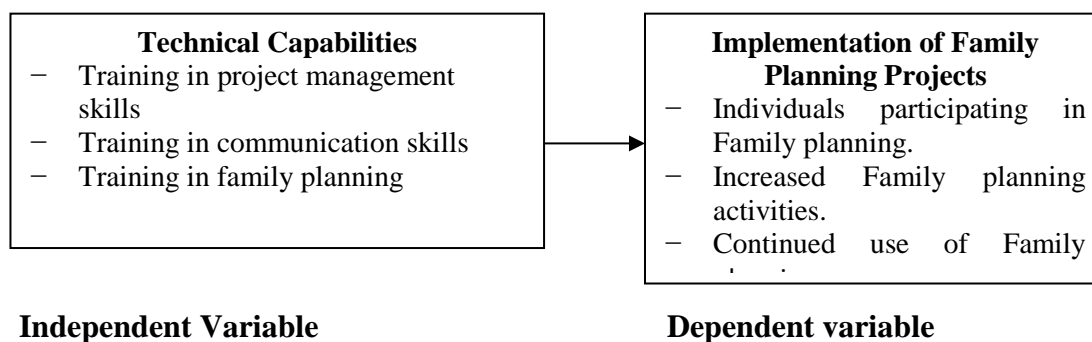 Technical Capabilities
− Training in project management
skills
− Training in communication skills
− Training in family planning
Implementation of Family
Planning Projects
− Individuals participating in
Family planning.
− Increased Family planning
activities.
− Continued use of Family
Independent Variable
Dependent variable